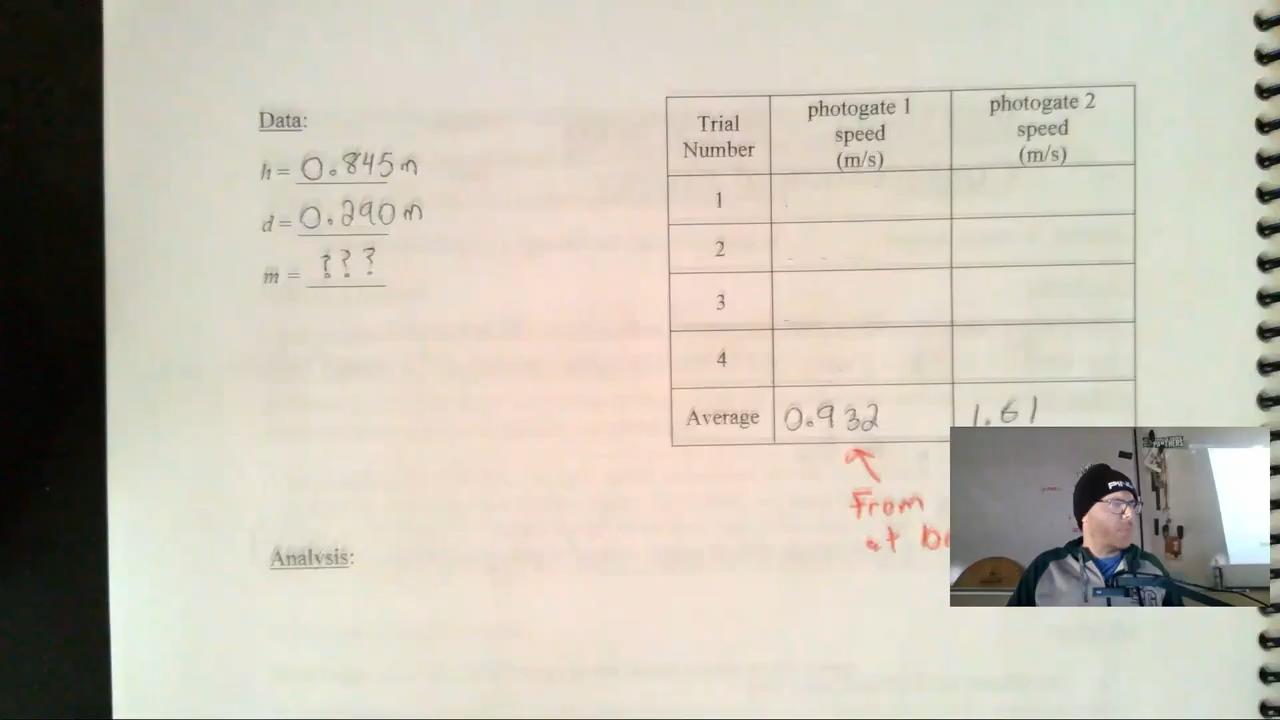 Data:
h = 0.845 m
d = 0.290 m
m = ???
Trial Number
photogate 1 speed (m/s)
photogate 2 speed (m/s)
1
2
3
4
Average 0.932 1.61
From
at
Analysis:
PING